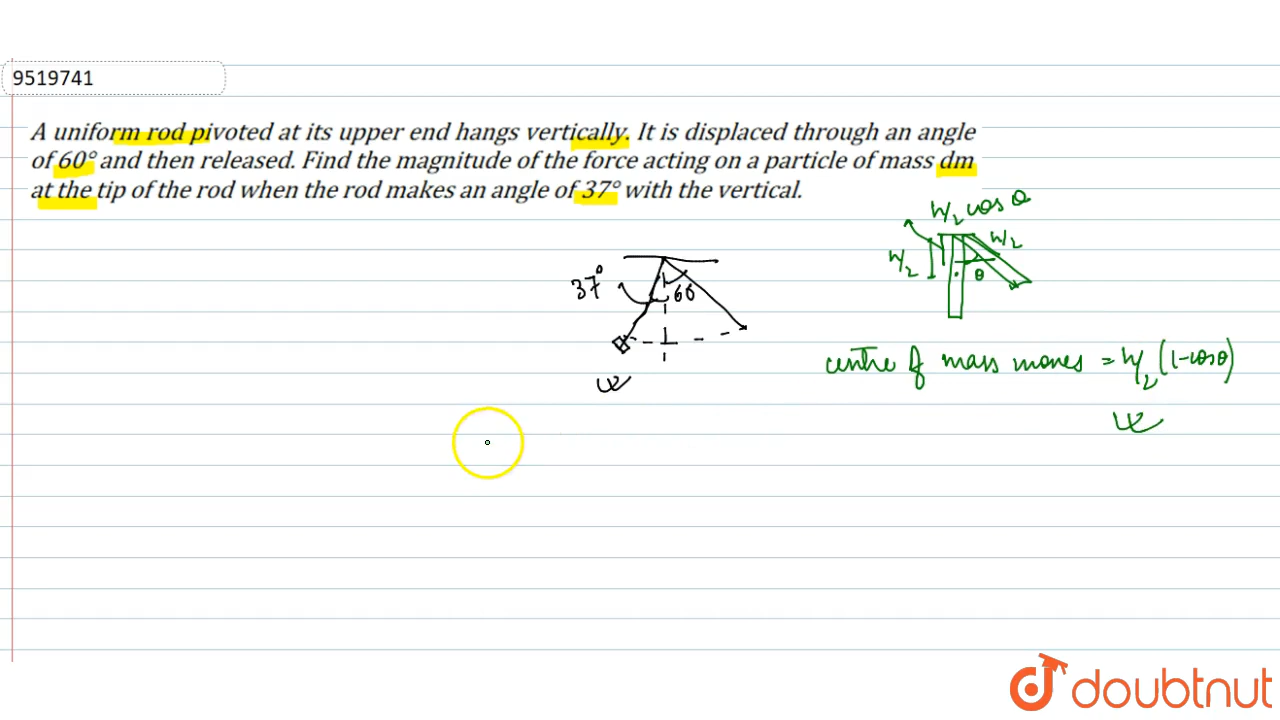 9519741
A uniform rod pivoted at its upper end hangs vertically. It is displaced through an angle
of 60° and then released. Find the magnitude of the force acting on a particle of mass dm
at the tip of the rod when the rod makes an angle of 37° with the vertical.
h/2 cos θ
h/2
h/2
θ
37°
60
centre of mass moves = h/2 (1-cosθ)
doubtnut